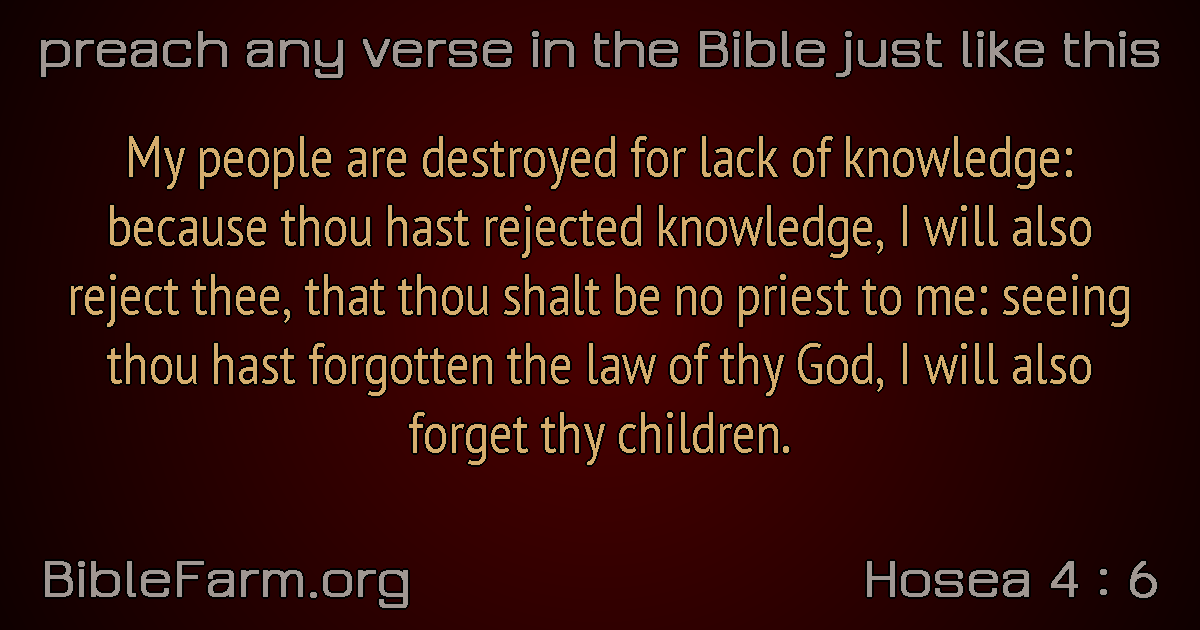 preach any verse in the Bible just like this
My people are destroyed for lack of knowledge:
because thou hast rejected knowledge, I will also
reject thee, that thou shalt be no priest to me: seeing
thou hast forgotten the law of thy God, I will also
forget thy children.
BibleFarm.org
Hosea 4 : 6